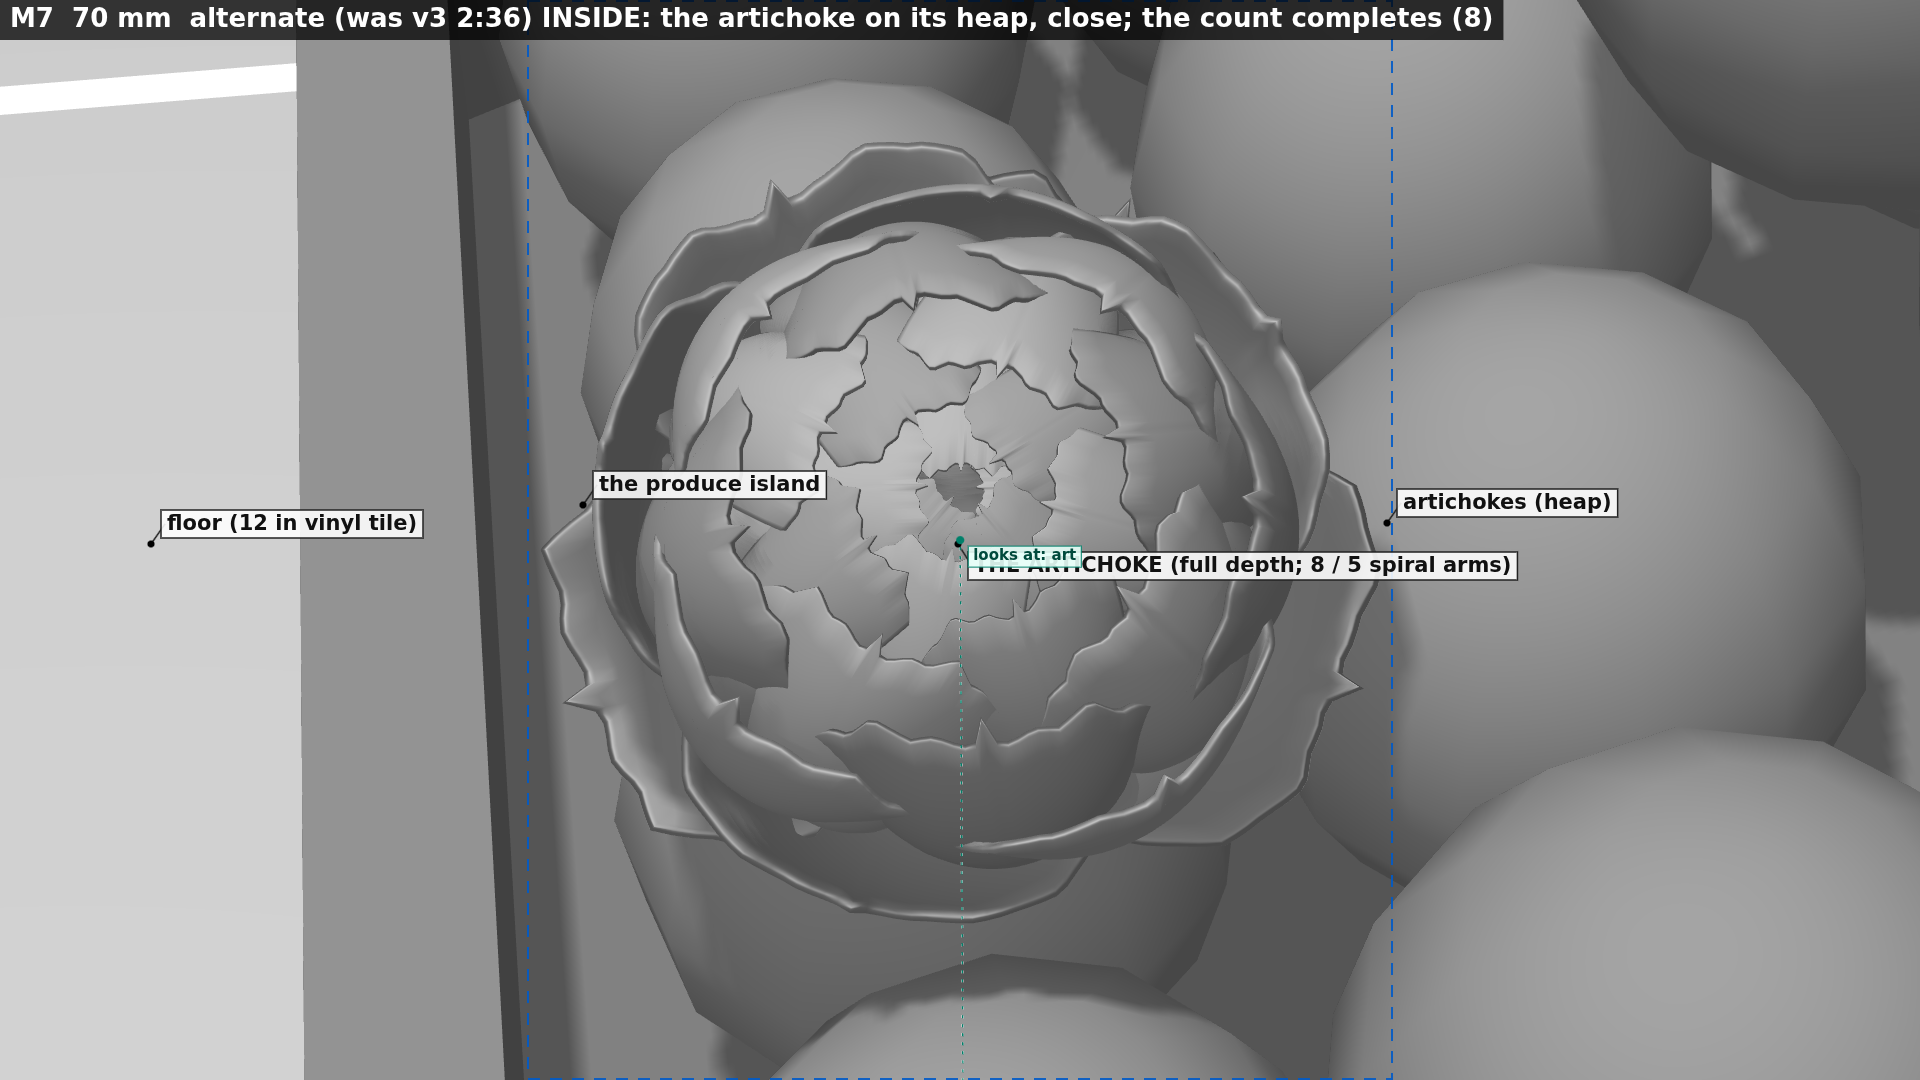 M7 70 mm alternate (was v3 2:36) INSIDE: the artichoke on its heap, close; the count completes (8)
the produce island
artichokes (heap)
floor (12 in vinyl tile)
looks at: art
THE ARTICHOKE (full depth; 8 / 5 spiral arms)